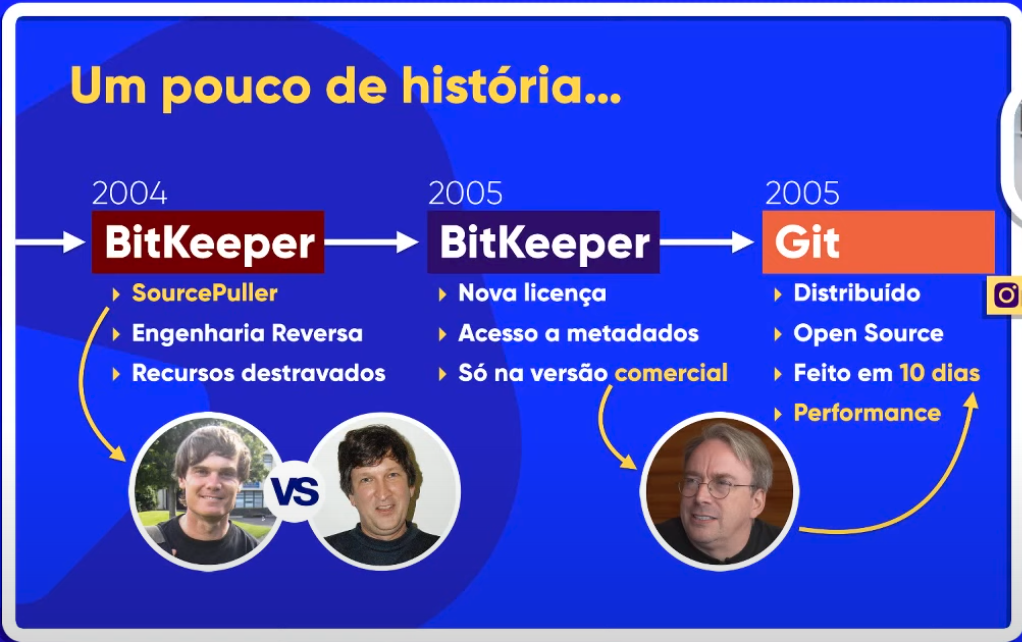 Um pouco de história...
2004
BitKeeper
SourcePuller
Engenharia Reversa
Recursos destravados
VS
2005
BitKeeper
Nova licença
Acesso a metadados
Só na versão comercial
2005
Git
Distribuído
Open Source
Feito em 10 dias
Performance